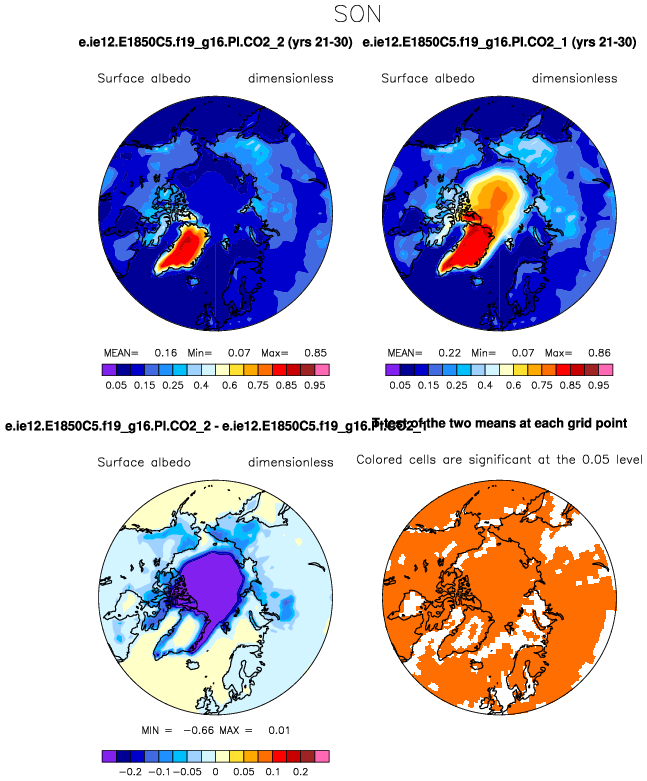 SON
e.ie12.E1850C5.f19_g16.PI.CO2_2 (yrs 21-30) e.ie12.E1850C5.f19_g16.PI.CO2_1 (yrs 21-30)
Surface albedo dimensionless Surface albedo dimensionless
MEAN= 0.16 Min= 0.07 Max= 0.85 MEAN= 0.22 Min= 0.07 Max= 0.86
0.05 0.15 0.25 0.4 0.6 0.75 0.85 0.95 0.05 0.15 0.25 0.4 0.6 0.75 0.85 0.95
e.ie12.E1850C5.f19_g16.PI.CO2_2 - e.ie12.E1850C5.f19_g16.PI.CO2_1 T-test of the two means at each grid point
Surface albedo dimensionless Colored cells are significant at the 0.05 level
MIN = -0.66 MAX = 0.01
-0.2 -0.1 -0.05 0 0.05 0.1 0.2